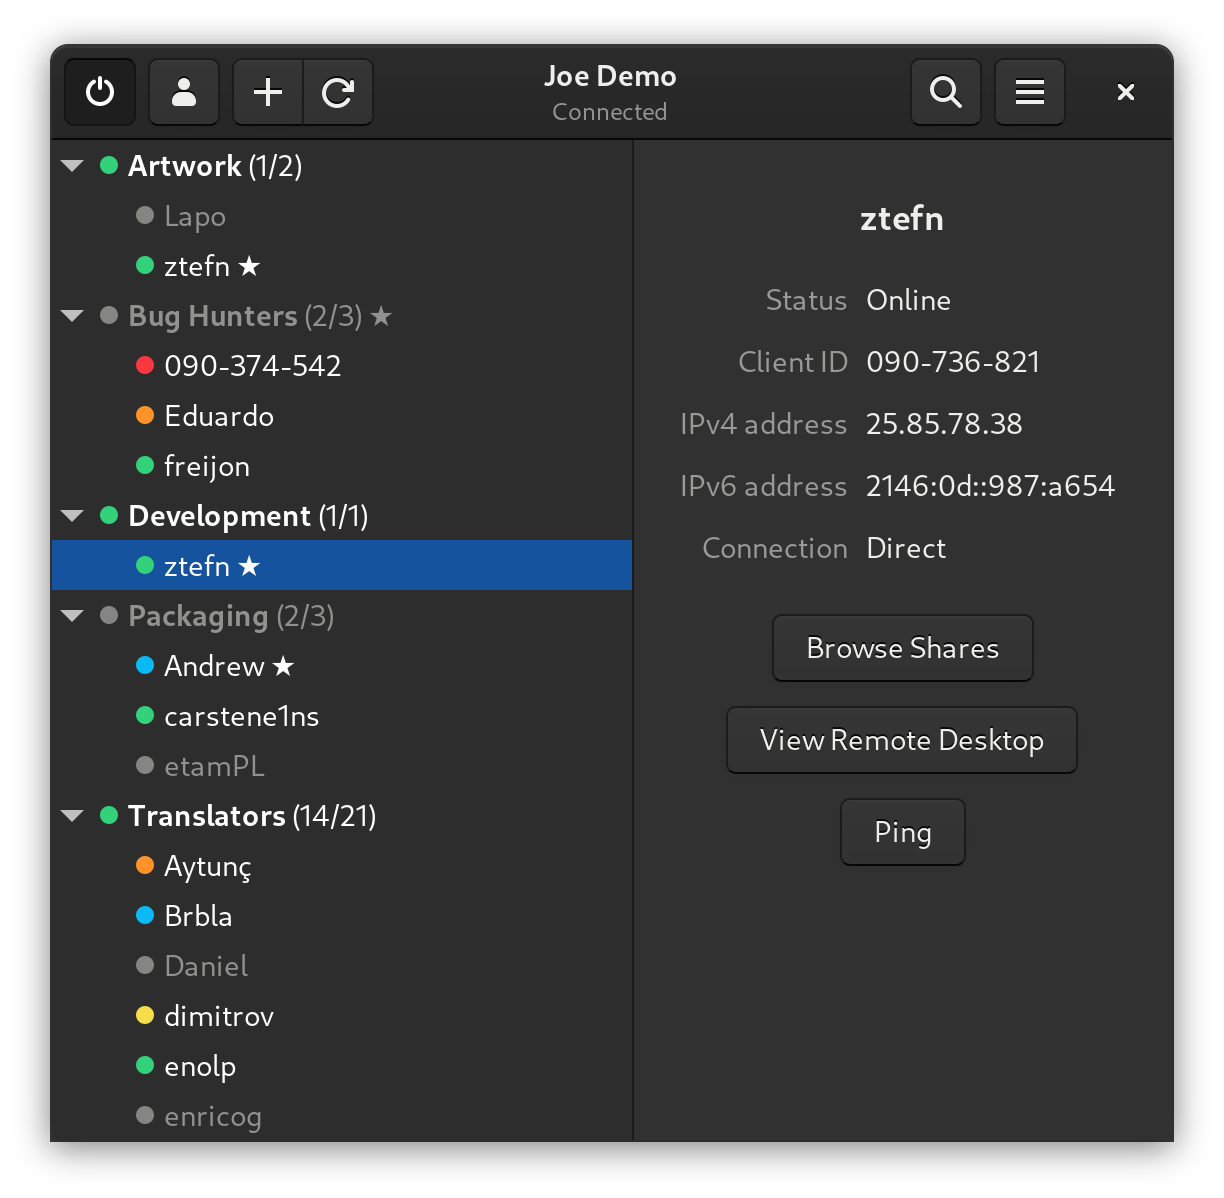 Joe Demo
Connected
Artwork (1/2)
Lapo
ztefn ★
Bug Hunters (2/3) ★
090-374-542
Eduardo
freijon
Development (1/1)
ztefn ★
Packaging (2/3)
Andrew ★
carstene1ns
etamPL
Translators (14/21)
Aytunç
Brbla
Daniel
dimitrov
enolp
enricog
ztefn
Status Online
Client ID 090-736-821
IPv4 address 25.85.78.38
IPv6 address 2146:0d::987:a654
Connection Direct
Browse Shares
View Remote Desktop
Ping